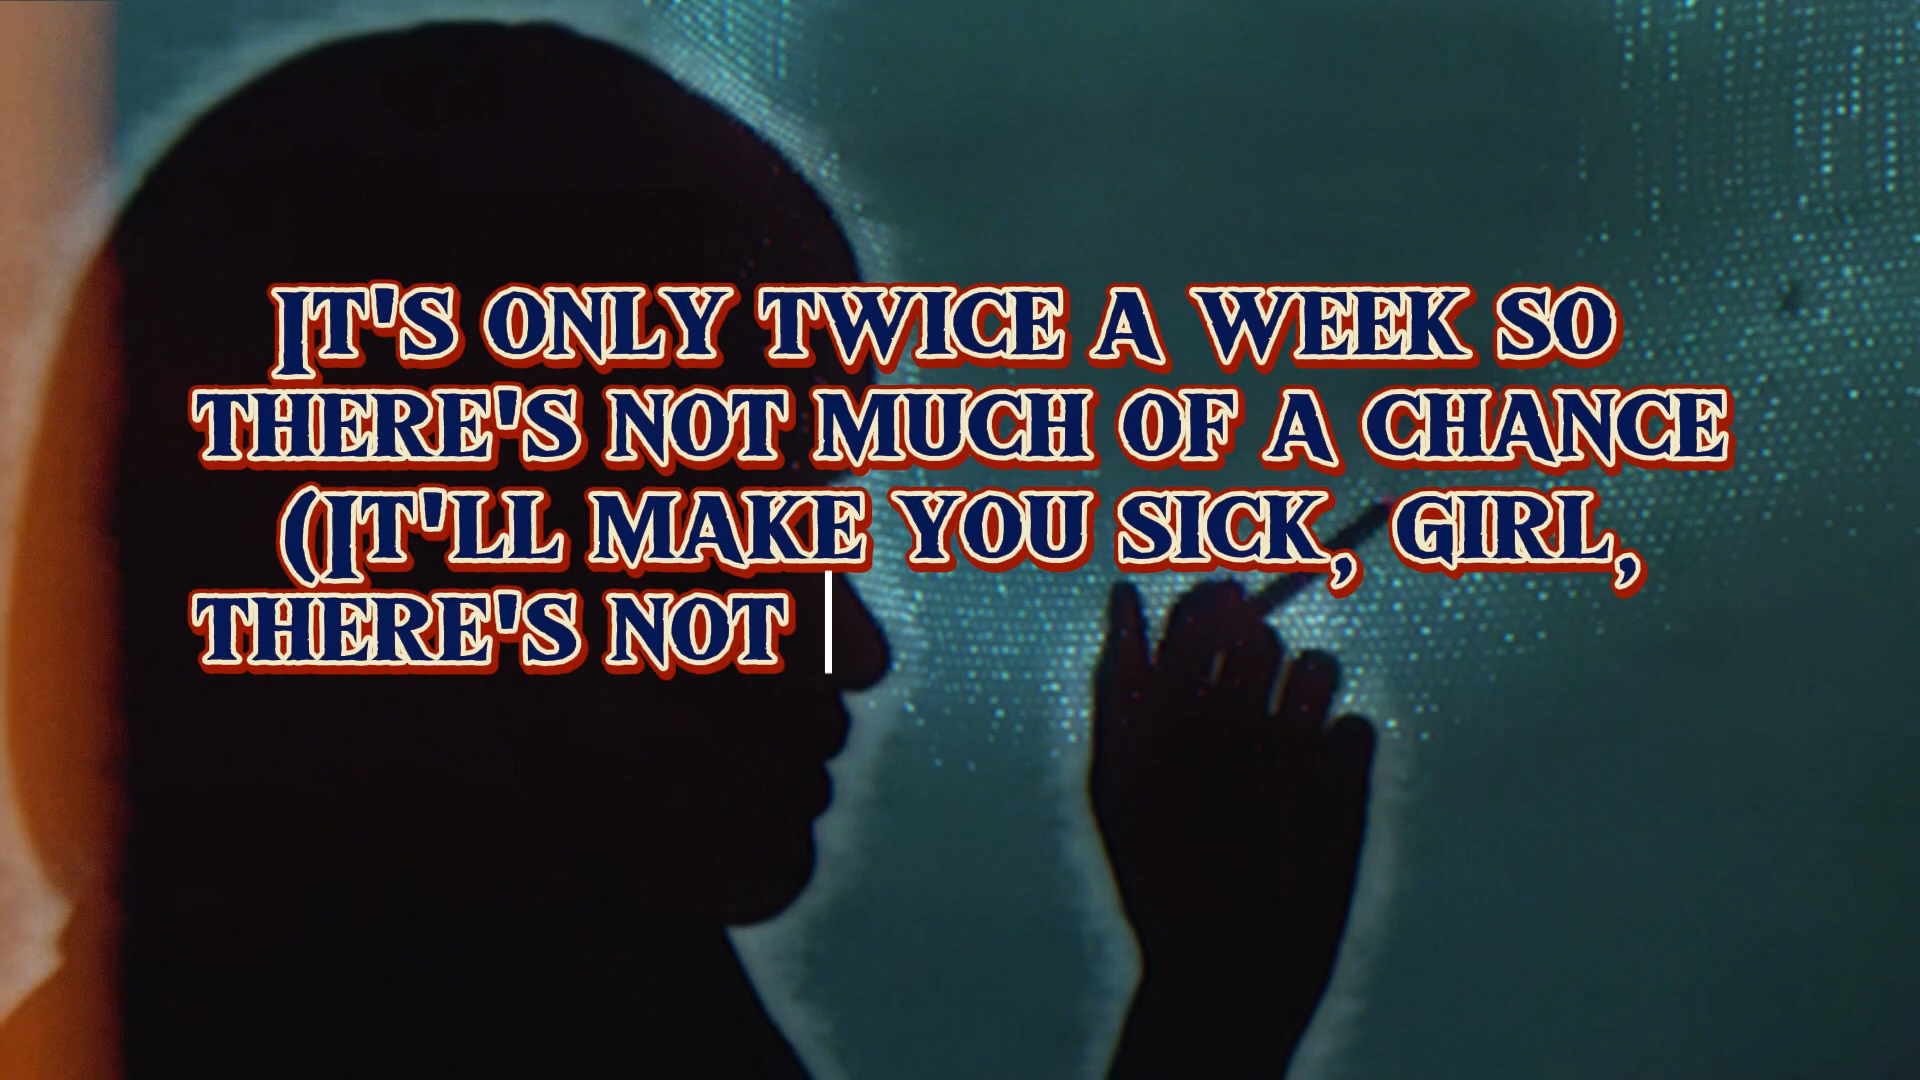 It's only twice a week so
there's not much of a chance
(It'll make you sick, girl,
there's not